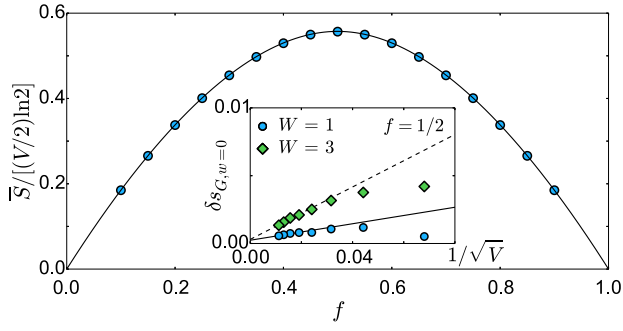 0.6
0.4
0.2
0.0
S̅/[(V/2)ln2]
0.0 0.2 0.4 0.6 0.8 1.0
f
0.01
0.00
δs_{G,w=0}
W = 1
W = 3
f = 1/2
0.00 0.04 1/√V